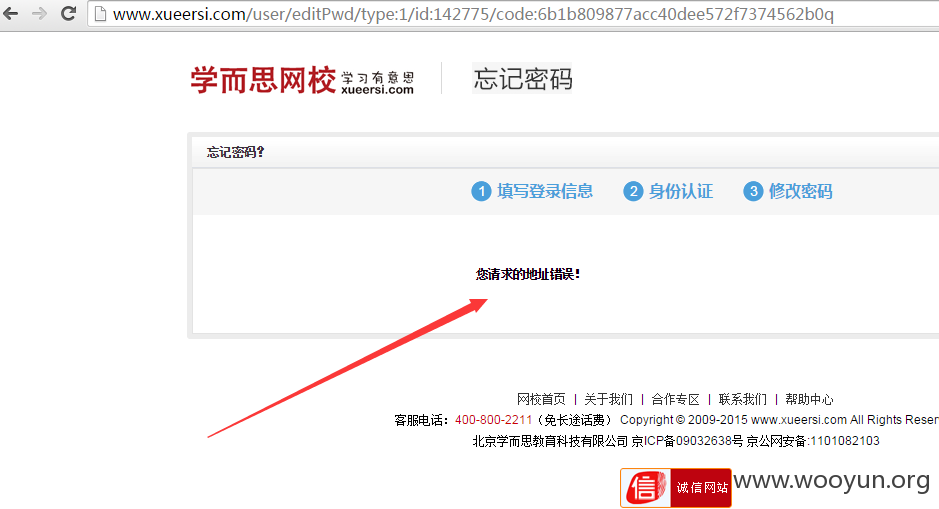 www.xueersi.com/user/editPwd/type:1/id:142775/code:6b1b809877acc40dee572f7374562b0q
学而思网校 学习有意思 xueersi.com 忘记密码
忘记密码?
1 填写登录信息 2 身份认证 3 修改密码
您请求的地址错误!
网校首页 | 关于我们 | 合作专区 | 联系我们 | 帮助中心
客服电话:400-800-2211(免长途话费) Copyright © 2009-2015 www.xueersi.com All Rights Reser
北京学而思教育科技有限公司 京ICP备09032638号 京公网安备:1101082103
信 诚信网站 www.wooyun.org